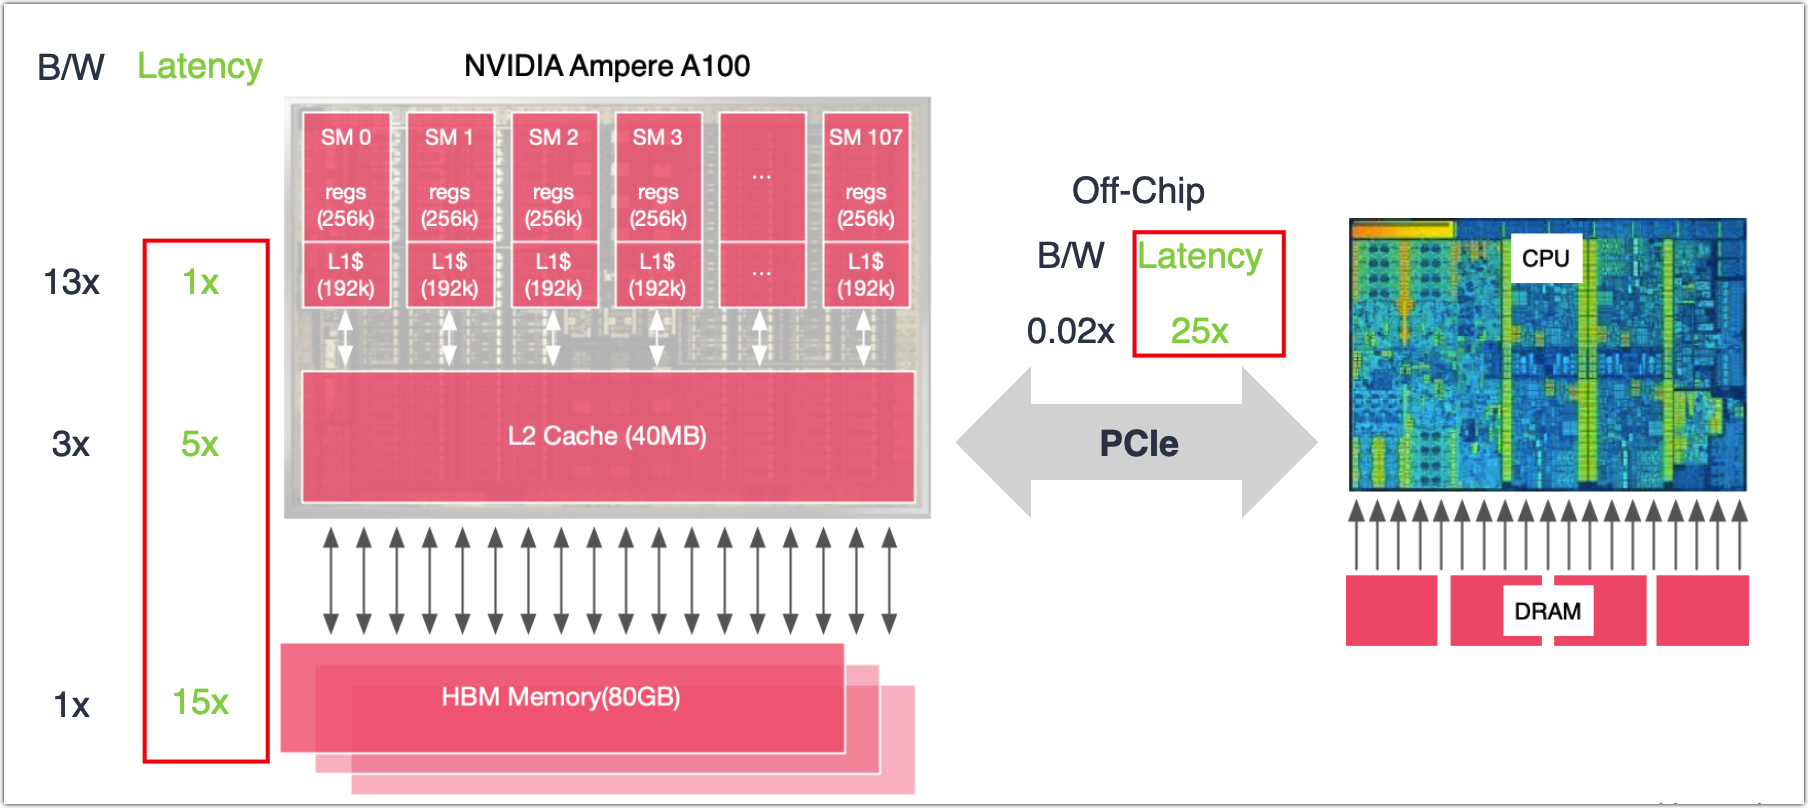 B/W Latency NVIDIA Ampere A100
SM 0 SM 1 SM 2 SM 3 ... SM 107
regs regs regs regs regs
(256k) (256k) (256k) (256k) (256k)
13x 1x
L1$ L1$ L1$ L1$ ... L1$
(192k) (192k) (192k) (192k) (192k)
3x 5x L2 Cache (40MB)
1x 15x HBM Memory(80GB)
Off-Chip
B/W Latency
0.02x 25x
PCIe
CPU
DRAM